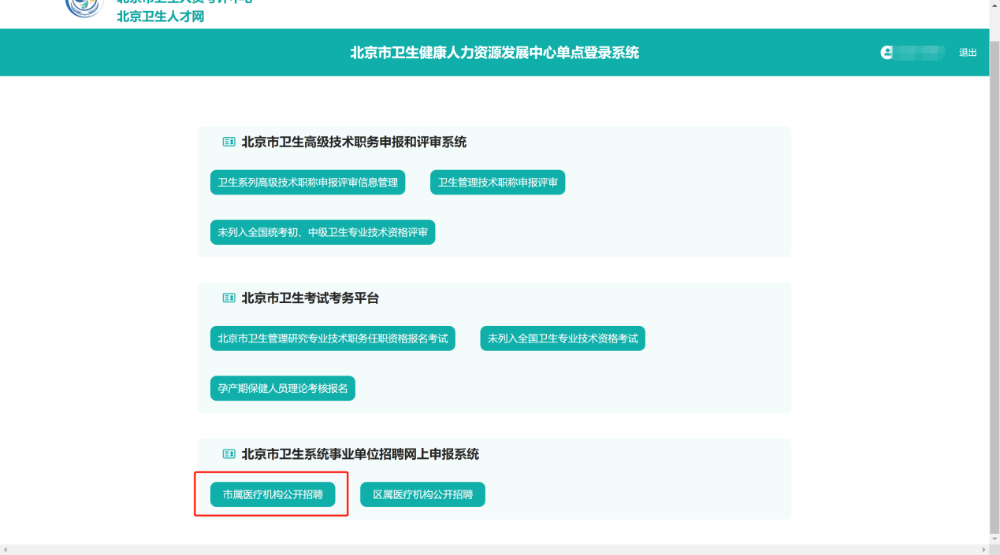 北京卫生人才网
北京市卫生健康人力资源发展中心单点登录系统
退出
北京市卫生高级技术职务申报和评审系统
卫生系列高级技术职称申报评审信息管理
卫生管理技术职称申报评审
未列入全国统考初、中级卫生专业技术资格评审
北京市卫生考试考务平台
北京市卫生管理研究专业技术职务任职资格报名考试
未列入全国卫生专业技术资格考试
孕产期保健人员理论考核报名
北京市卫生系统事业单位招聘网上申报系统
市属医疗机构公开招聘
区属医疗机构公开招聘